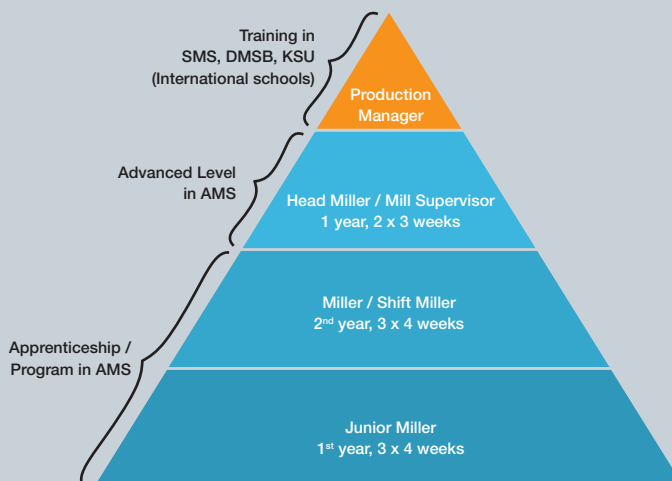 Training in
SMS, DMSB, KSU
(International schools)
Production
Manager
Advanced Level
in AMS
Head Miller / Mill Supervisor
1 year, 2 x 3 weeks
Miller / Shift Miller
2nd year, 3 x 4 weeks
Apprenticeship /
Program in AMS
Junior Miller
1st year, 3 x 4 weeks